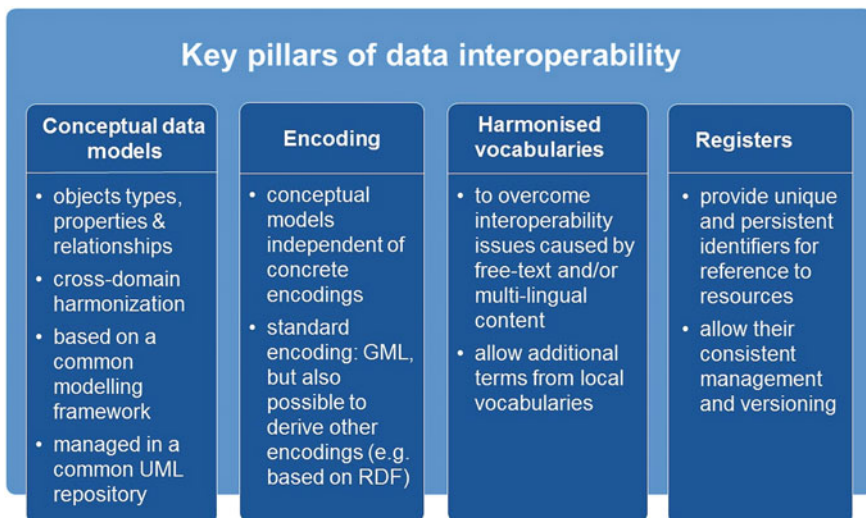 Key pillars of data interoperability
Conceptual data
models
• objects types,
properties &
relationships
• cross-domain
harmonization
• based on a
common
modelling
framework
• managed in a
common UML
repository
Encoding
• conceptual
models
independent of
concrete
encodings
• standard
encoding: GML,
but also
possible to
derive other
encodings (e.g.
based on RDF)
Harmonised
vocabularies
• to overcome
interoperability
issues caused by
free-text and/or
multi-lingual
content
• allow additional
terms from local
vocabularies
Registers
• provide unique
and persistent
identifiers for
reference to
resources
• allow their
consistent
management
and versioning